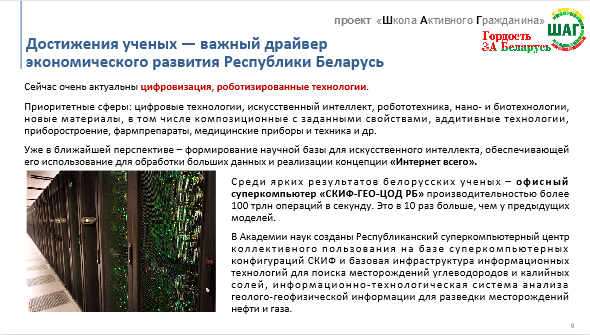 проект «Школа Активного Гражданина»
Гордость
ЗА Беларусь
ШАГ
Достижения ученых — важный драйвер
экономического развития Республики Беларусь
Сейчас очень актуальны цифровизация, роботизированные технологии.
Приоритетные сферы: цифровые технологии, искусственный интеллект, робототехника, нано- и биотехнологии,
новые материалы, в том числе композиционные с заданными свойствами, аддитивные технологии,
приборостроение, фармпрепараты, медицинские приборы и техника и др.
Уже в ближайшей перспективе – формирование научной базы для искусственного интеллекта, обеспечивающей
его использование для обработки больших данных и реализации концепции «Интернет всего».
Среди ярких результатов белорусских ученых – офисный
суперкомпьютер «СКИФ-ГЕО-ЦОД РБ» производительностью более
100 трлн операций в секунду. Это в 10 раз больше, чем у предыдущих
моделей.
В Академии наук созданы Республиканский суперкомпьютерный центр
коллективного пользования на базе суперкомпьютерных
конфигураций СКИФ и базовая инфраструктура информационных
технологий для поиска месторождений углеводородов и калийных
солей, информационно-технологическая система анализа
геолого-геофизической информации для разведки месторождений
нефти и газа.
9